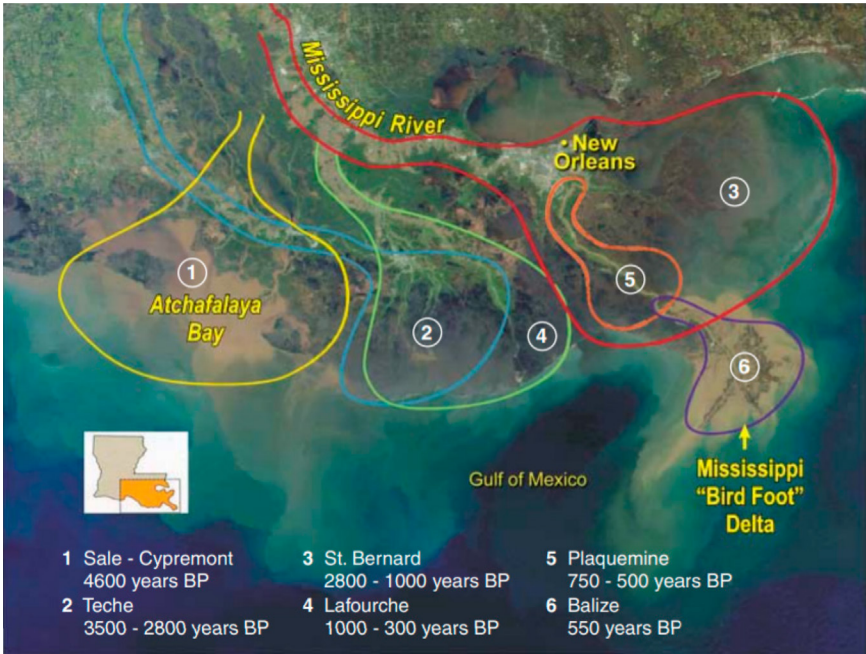 Mississippi River
• New
Orleans
3
1
Atchafalaya
Bay
5
2
4
6
Gulf of Mexico
Mississippi
“Bird Foot”
Delta
1 Sale - Cypremont
4600 years BP
2 Teche
3500 - 2800 years BP
3 St. Bernard
2800 - 1000 years BP
4 Lafourche
1000 - 300 years BP
5 Plaquemine
750 - 500 years BP
6 Balize
550 years BP